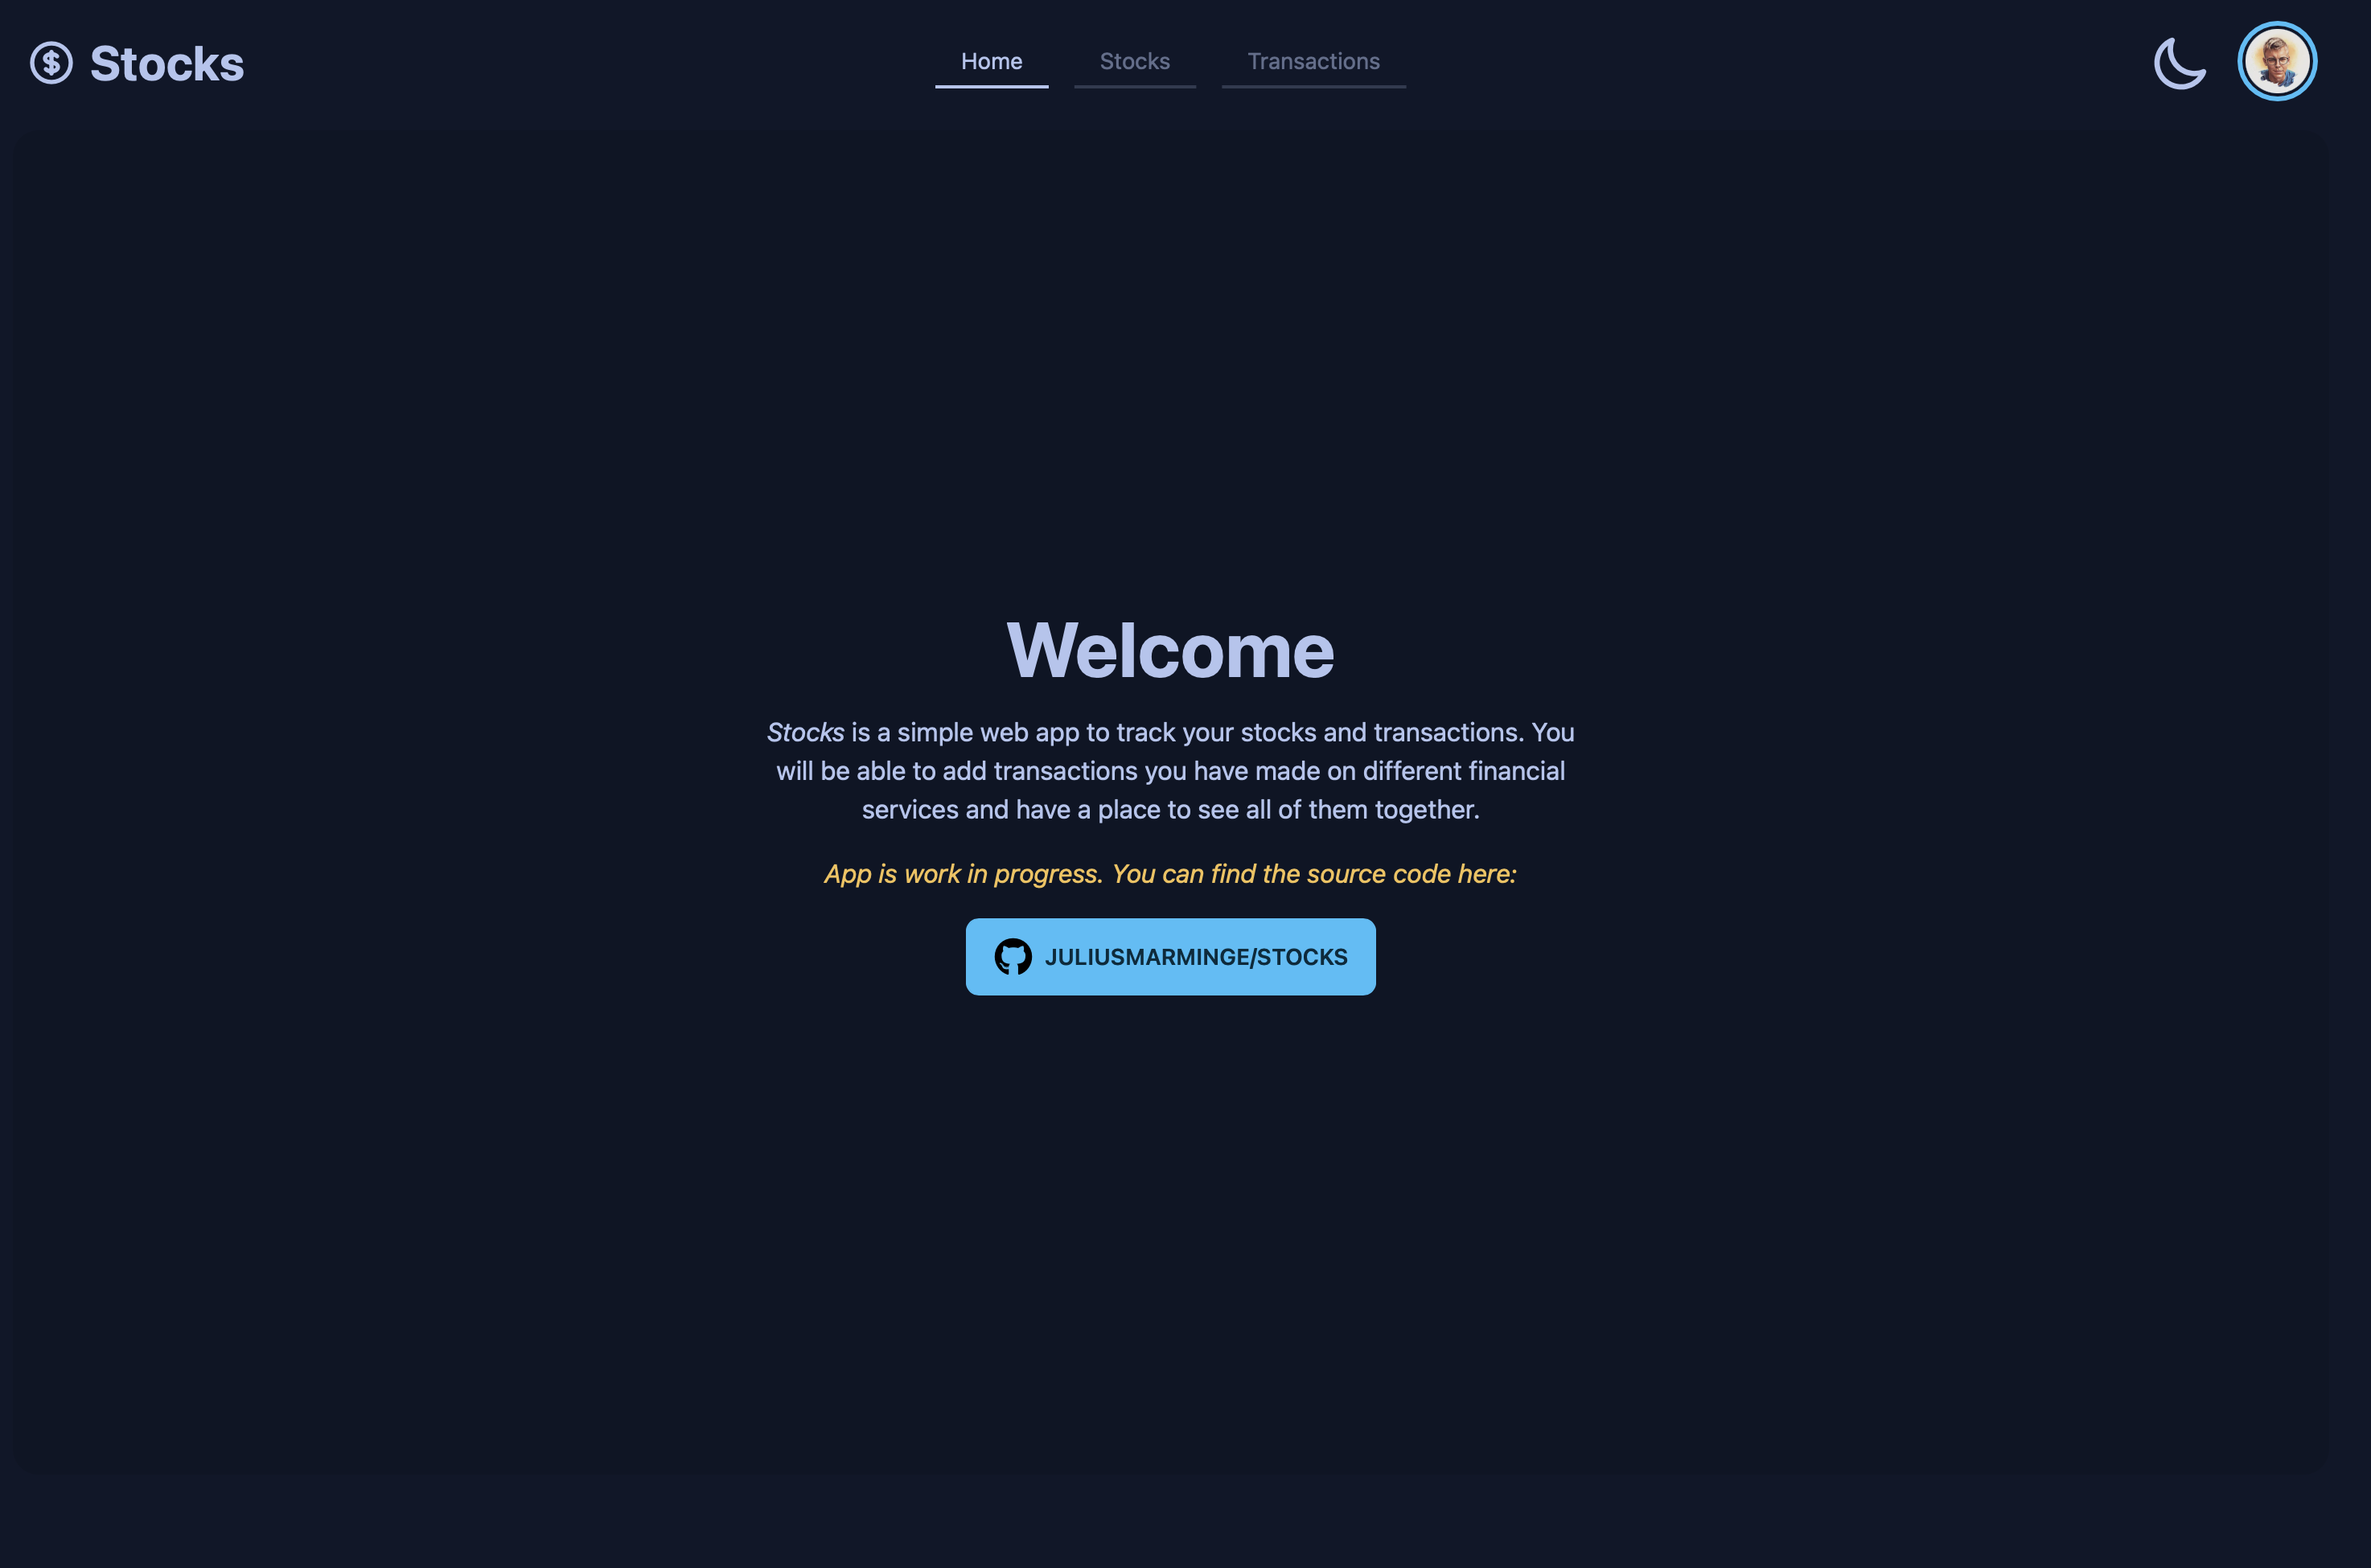 Stocks
Home
Stocks
Transactions
Welcome
Stocks is a simple web app to track your stocks and transactions. You
will be able to add transactions you have made on different financial
services and have a place to see all of them together.
App is work in progress. You can find the source code here:
JULIUSMARMINGE/STOCKS